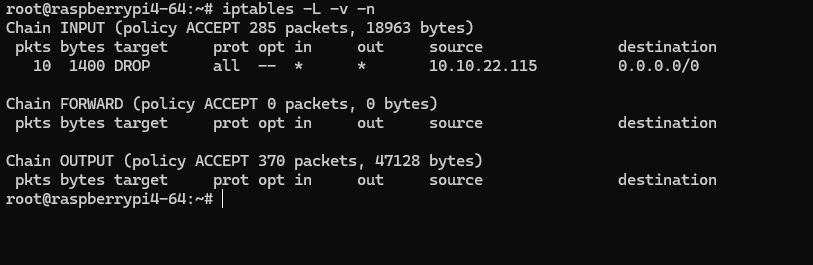 root@raspberrypi4-64:~# iptables -L -v -n
Chain INPUT (policy ACCEPT 285 packets, 18963 bytes)
 pkts bytes target     prot opt in     out     source               destination
   10  1400 DROP       all  --  *      *       10.10.22.115         0.0.0.0/0

Chain FORWARD (policy ACCEPT 0 packets, 0 bytes)
 pkts bytes target     prot opt in     out     source               destination

Chain OUTPUT (policy ACCEPT 370 packets, 47128 bytes)
 pkts bytes target     prot opt in     out     source               destination
root@raspberrypi4-64:~#